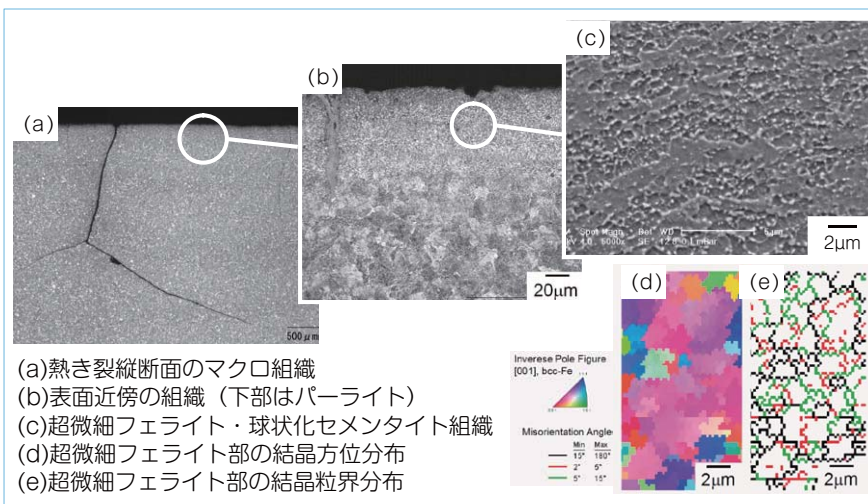 (a)
(b)
(c)
500μm
20μm
5μm
2μm
(d)
(e)
Inverese Pole Figure
[001], bcc-Fe
Misorientation Angle
Min Max
15° 180°
2° 5°
5° 15°
2μm
2μm
(a)熱き裂縦断面のマクロ組織
(b)表面近傍の組織（下部はパーライト）
(c)超微細フェライト・球状化セメンタイト組織
(d)超微細フェライト部の結晶方位分布
(e)超微細フェライト部の結晶粒界分布